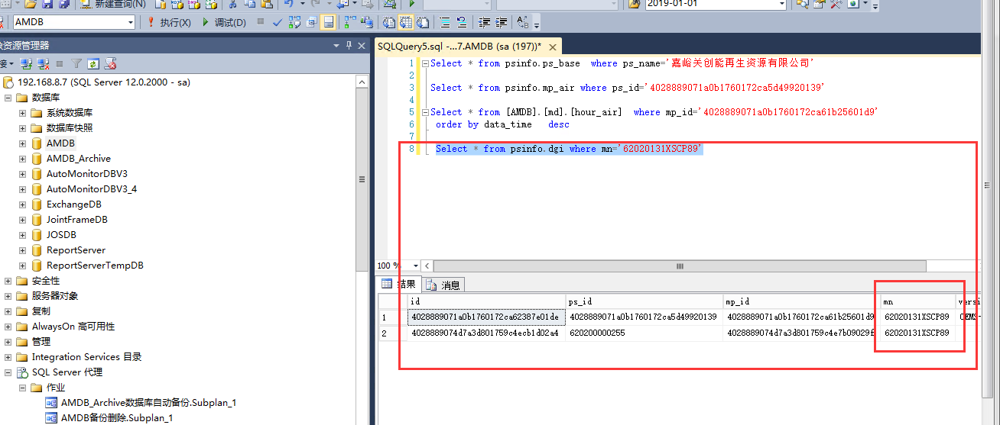 新建查询(N)
2019-01-01
AMDB
执行(X)
调试(D)
资源管理器
192.168.8.7 (SQL Server 12.0.2000 - sa)
数据库
系统数据库
数据库快照
AMDB
AMDB_Archive
AutoMonitorDBV3
AutoMonitorDBV3_4
ExchangeDB
JointFrameDB
JOSDB
ReportServer
ReportServerTempDB
安全性
服务器对象
复制
AlwaysOn 高可用性
管理
Integration Services 目录
SQL Server 代理
作业
AMDB_Archive数据库自动备份.Subplan_1
AMDB备份删除.Subplan_1
SQLQuery5.sql -...7.AMDB (sa (197))*
1 Select * from psinfo.ps_base where ps_name='嘉峪关创能再生资源有限公司'
2
3 Select * from psinfo.mp_air where ps_id='4028889071a0b1760172ca5d49920139'
4
5 Select * from [AMDB].[md].[hour_air] where mp_id='4028889071a0b1760172ca61b25601d9'
6 order by data_time desc
7
8 Select * from psinfo.dgi where mn='62020131XSCP89'
100 %
结果 消息
id ps_id mp_id mn versi
1 4028889071a0b1760172ca62387e01de 4028889071a0b1760172ca5d49920139 4028889071a0b1760172ca61b25601d9 62020131XSCP89
2 4028889074d7a3d801759c4ecb1d02a4 620200000255 4028889074d7a3d801759c4e7b09029f 62020131XSCP89